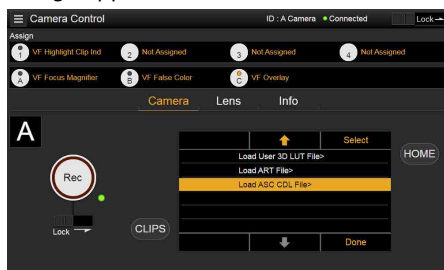 Camera Control
ID : A Camera
Connected
Lock
Assign
1 VF Highlight Clip Ind
2 Not Assigned
3 Not Assigned
4 Not Assigned
A VF Focus Magnifier
B VF False Color
C VF Overlay
Camera Lens Info
A
Select
Load User 3D LUT File>
HOME
Load ART File>
Rec
Load ASC CDL File>
Lock
CLIPS
Done